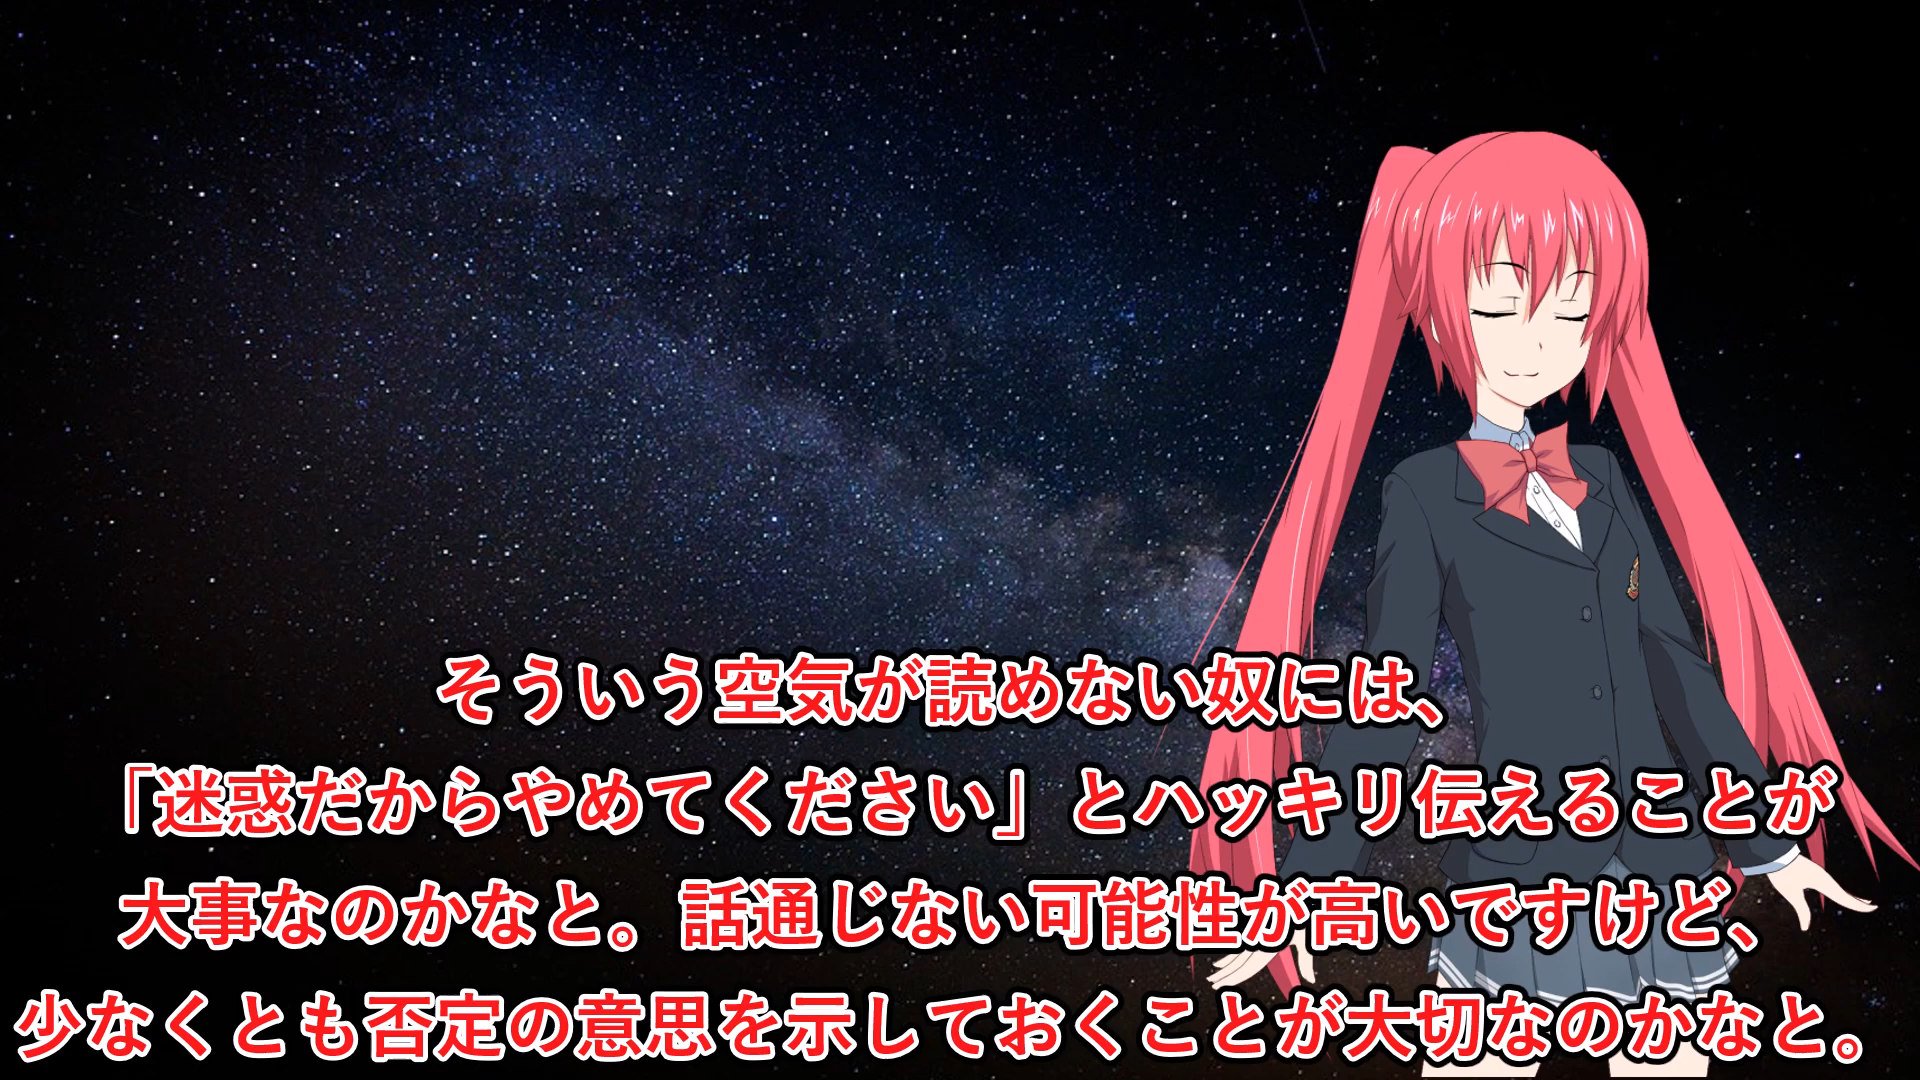 そういう空気が読めない奴には、
「迷惑だからやめてください」とハッキリ伝えることが
大事なのかなと。話通じない可能性が高いですけど、
少なくとも否定の意思を示しておくことが大切なのかなと。